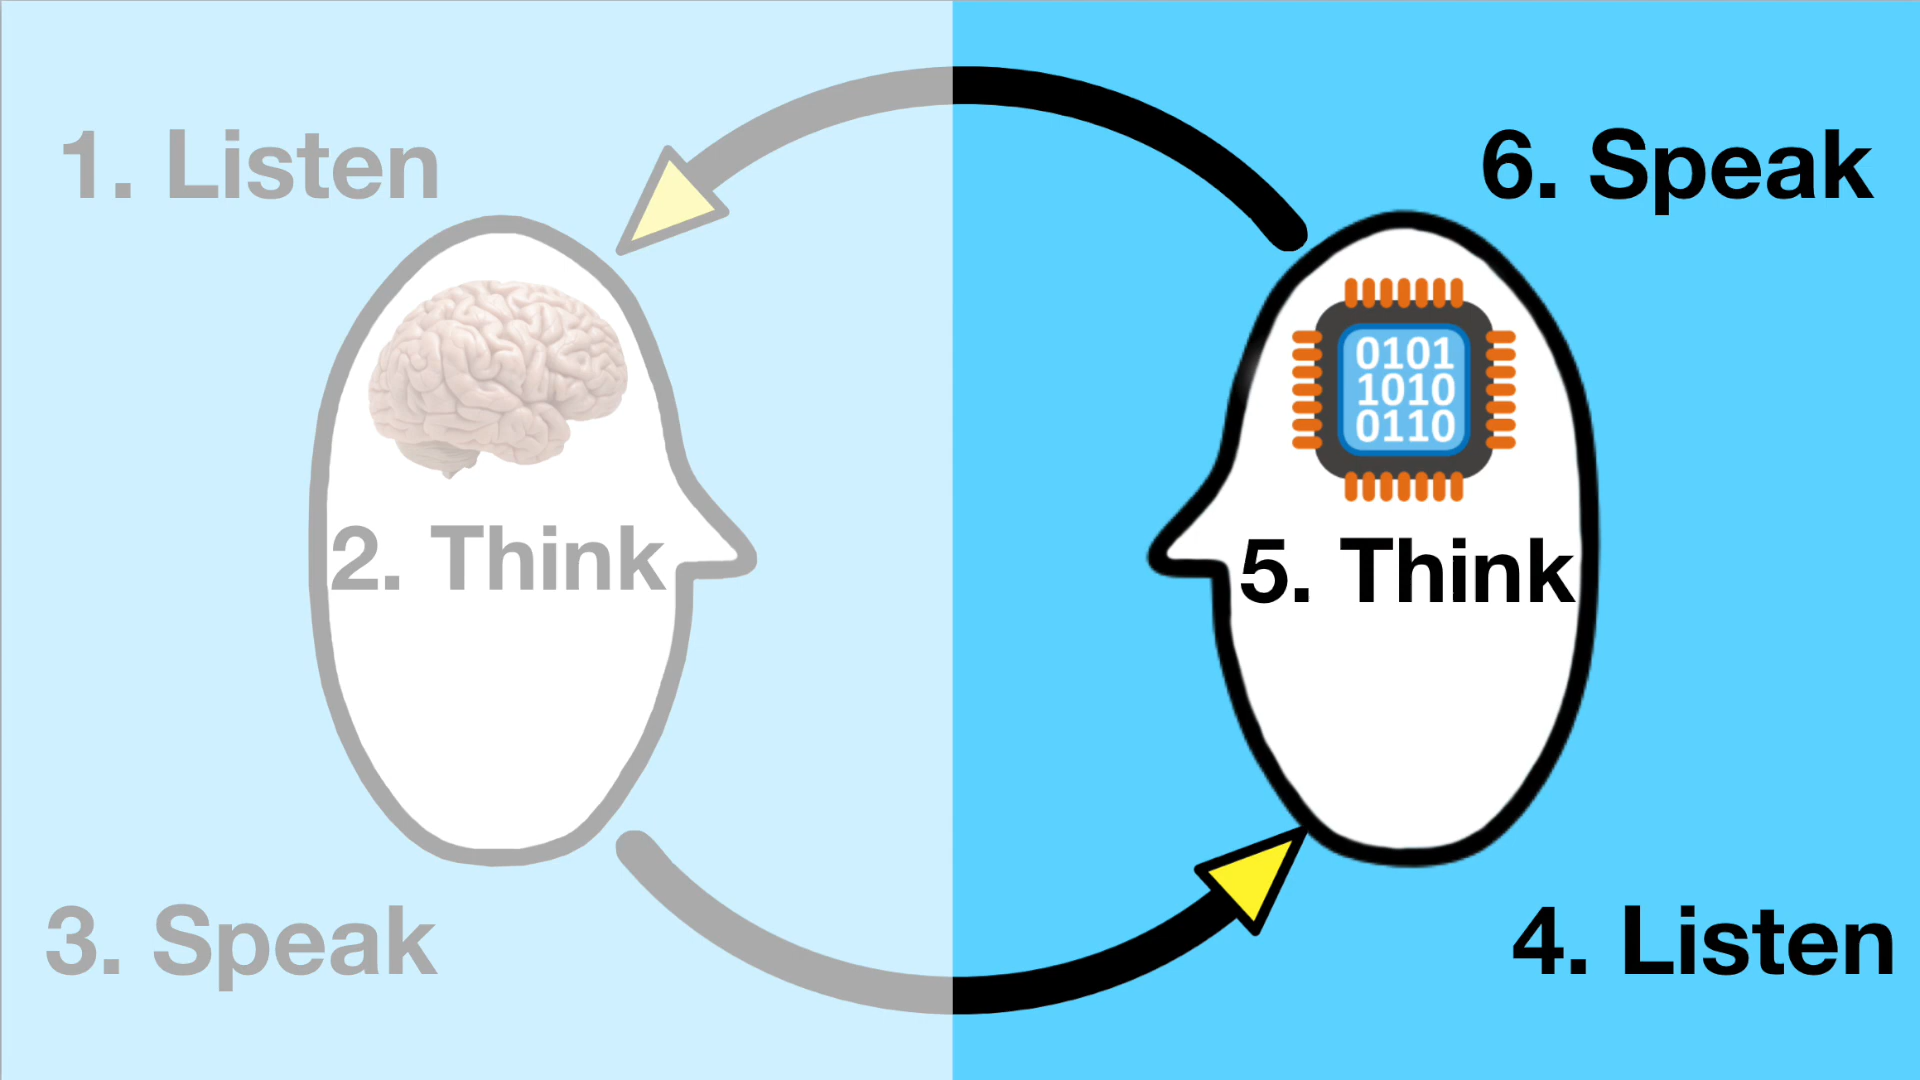 1. Listen
2. Think
3. Speak
6. Speak
0101
1010
0110
5. Think
4. Listen